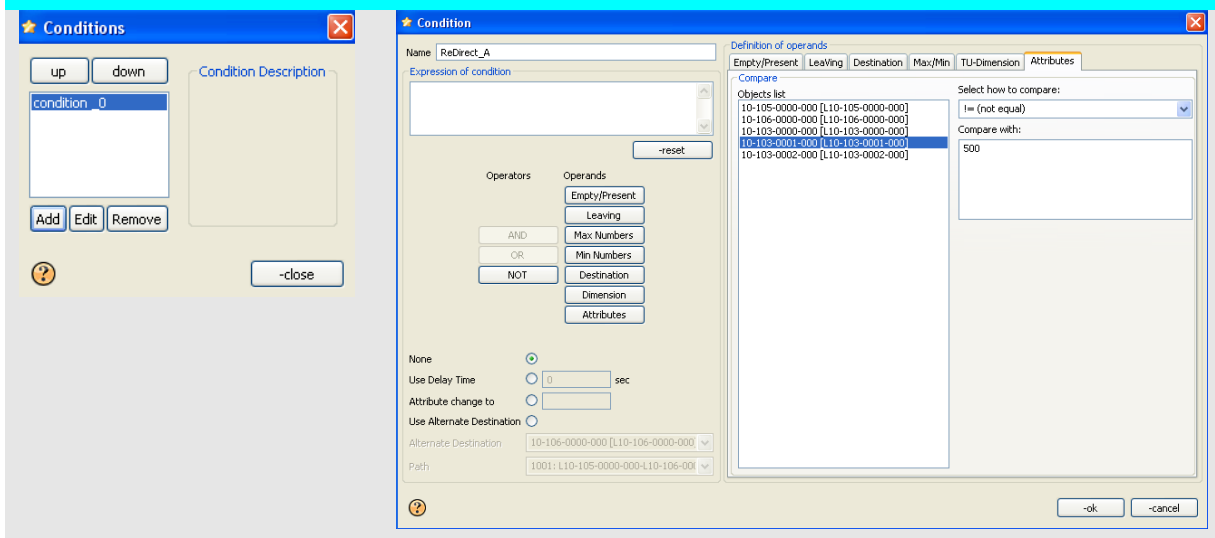 Conditions
up
down
Condition Description
condition _0
Add
Edit
Remove
-close
Condition
Name
ReDirect_A
Expression of condition
-reset
Operators
Operands
Empty/Present
Leaving
AND
Max Numbers
OR
Min Numbers
NOT
Destination
Dimension
Attributes
None
Use Delay Time
0
sec
Attribute change to
Use Alternate Destination
Alternate Destination
10-106-0000-000 [L10-106-0000-000
Path
1001: L10-105-0000-000-L10-106-00(
Definition of operands
Empty/Present
LeaVing
Destination
Max/Min
TU-Dimension
Attributes
Compare
Objects list
10-105-0000-000 [L10-105-0000-000]
10-106-0000-000 [L10-106-0000-000]
10-103-0000-000 [L10-103-0000-000]
10-103-0001-000 [L10-103-0001-000]
10-103-0002-000 [L10-103-0002-000]
Select how to compare:
!= (not equal)
Compare with:
500
-ok
-cancel